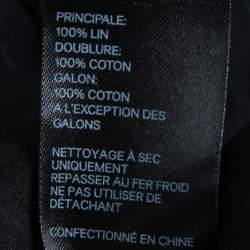 PRINCIPALE:
100% LIN
DOUBLURE:
100% COTON
GALON:
100% COTON
À L'EXCEPTION DES
GALONS
NETTOYAGE À SEC
UNIQUEMENT
REPASSER AU FER FROID
NE PAS UTILISER DE
DÉTACHANT
CONFECTIONNÉ EN CHINE